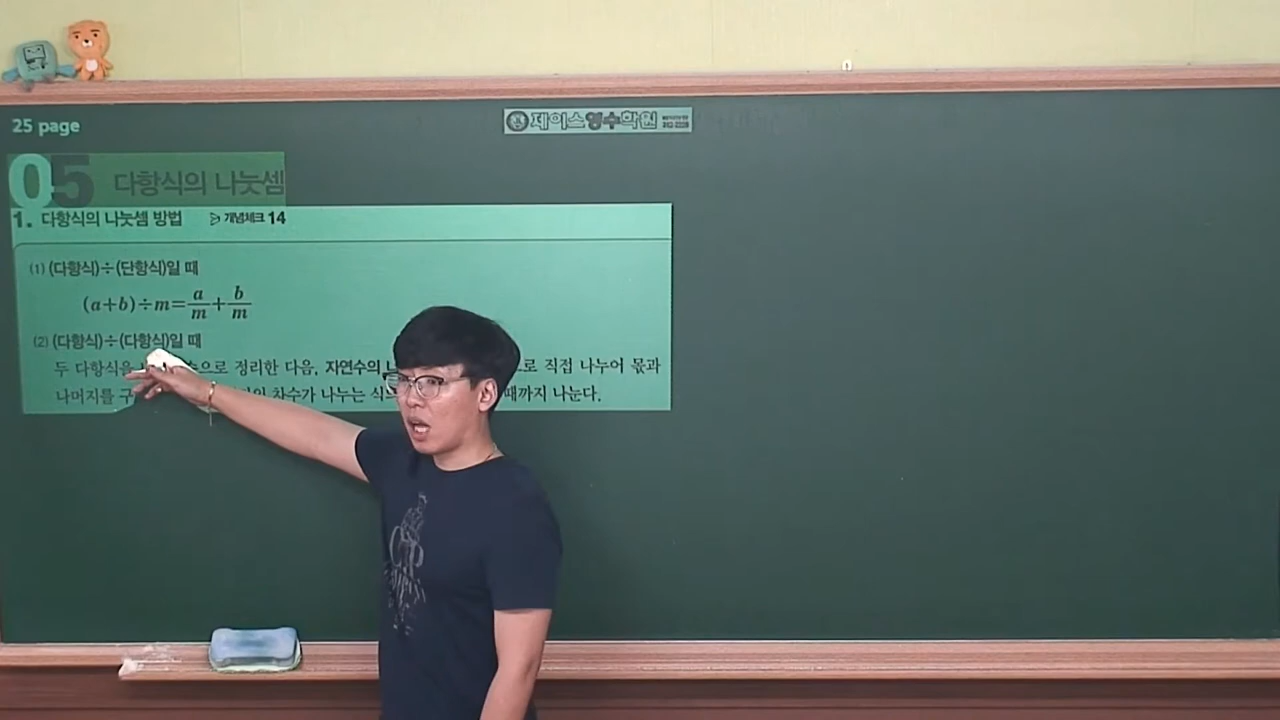 25 page
제이스영수학원
05 다항식의 나눗셈
1. 다항식의 나눗셈 방법 ▷ 개념체크 14
(1) (다항식)÷(단항식)일 때
(a+b)÷m=a/m+b/m
(2) (다항식)÷(다항식)일 때
두 다항식을 정리한 다음, 자연수의 로 직접 나누어 몫과
나머지를 구 차수가 나누는 식 때까지 나눈다.